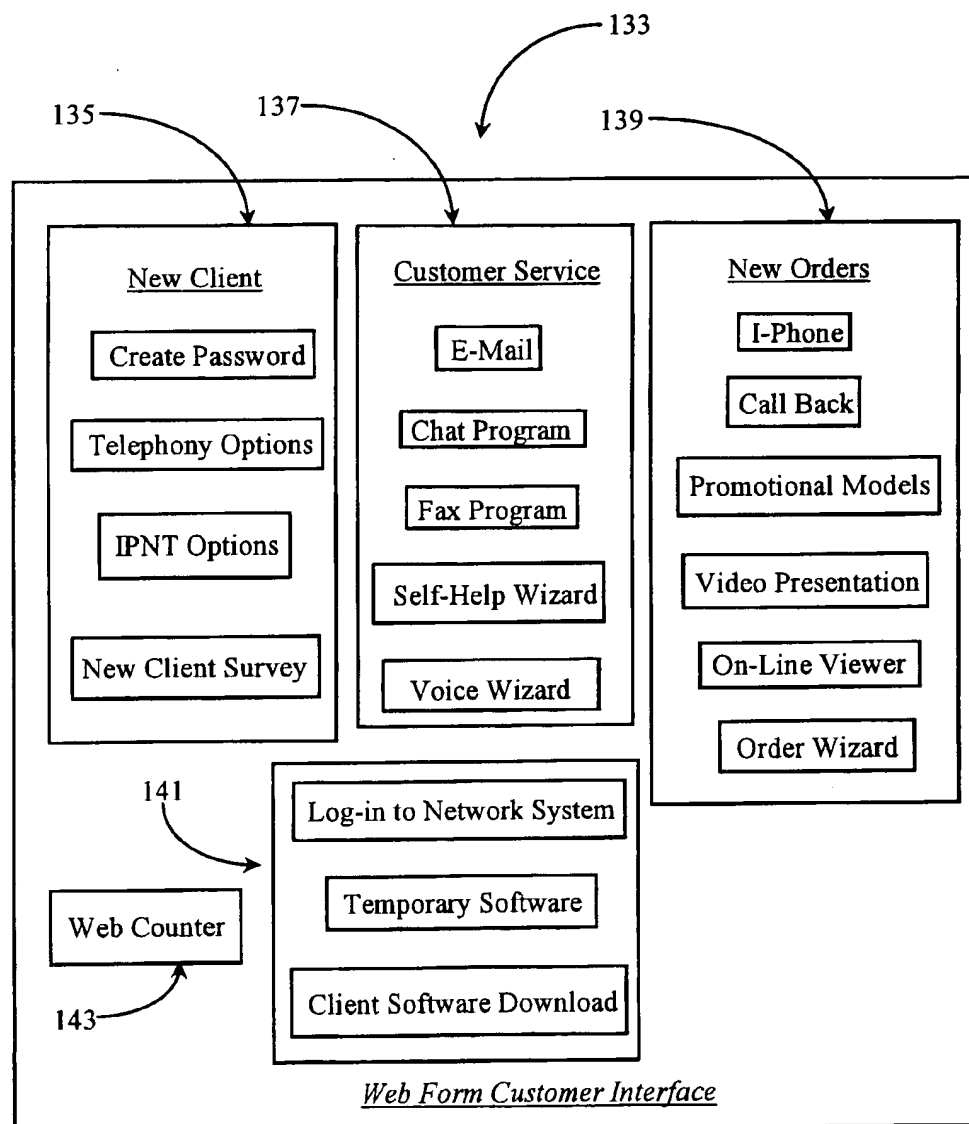 133
135
137
139
New Client
Create Password
Telephony Options
IPNT Options
New Client Survey
Customer Service
E-Mail
Chat Program
Fax Program
Self-Help Wizard
Voice Wizard
New Orders
I-Phone
Call Back
Promotional Models
Video Presentation
On-Line Viewer
Order Wizard
141
Log-in to Network System
Temporary Software
Client Software Download
Web Counter
143
Web Form Customer Interface